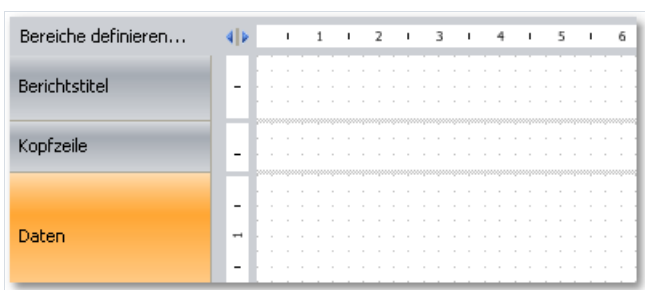 Bereiche definieren... 1 2 3 4 5 6
Berichtstitel
Kopfzeile
Daten
1